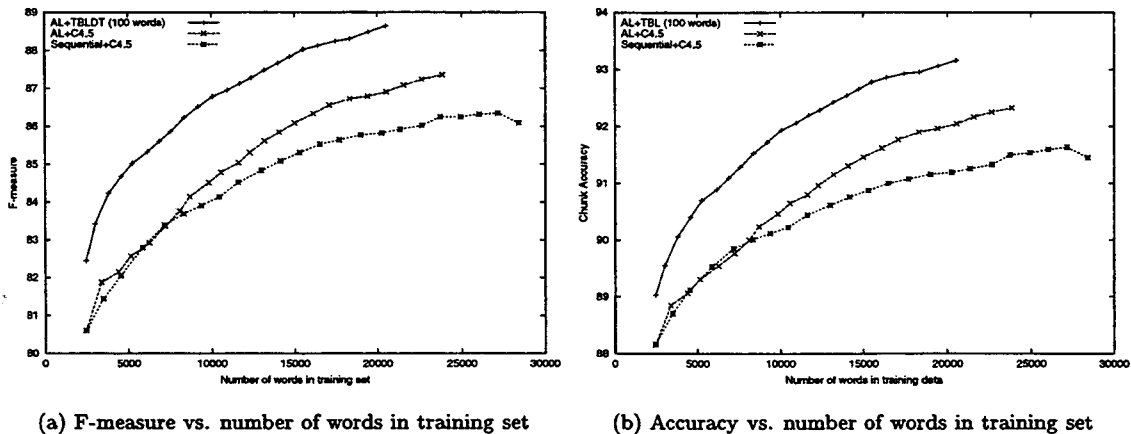 89
88
87
86
85
84
83
82
81
80
F-measure
AL+TBLDT (100 words)
AL+C4.5
Sequential+C4.5
5000 10000 15000 20000 25000 30000
Number of words in training set
(a) F-measure vs. number of words in training set
94
93
92
91
90
89
88
Chunk Accuracy
AL+TBL (100 words)
AL+C4.5
Sequential+C4.5
5000 10000 15000 20000 25000 30000
Number of words in training data
(b) Accuracy vs. number of words in training set